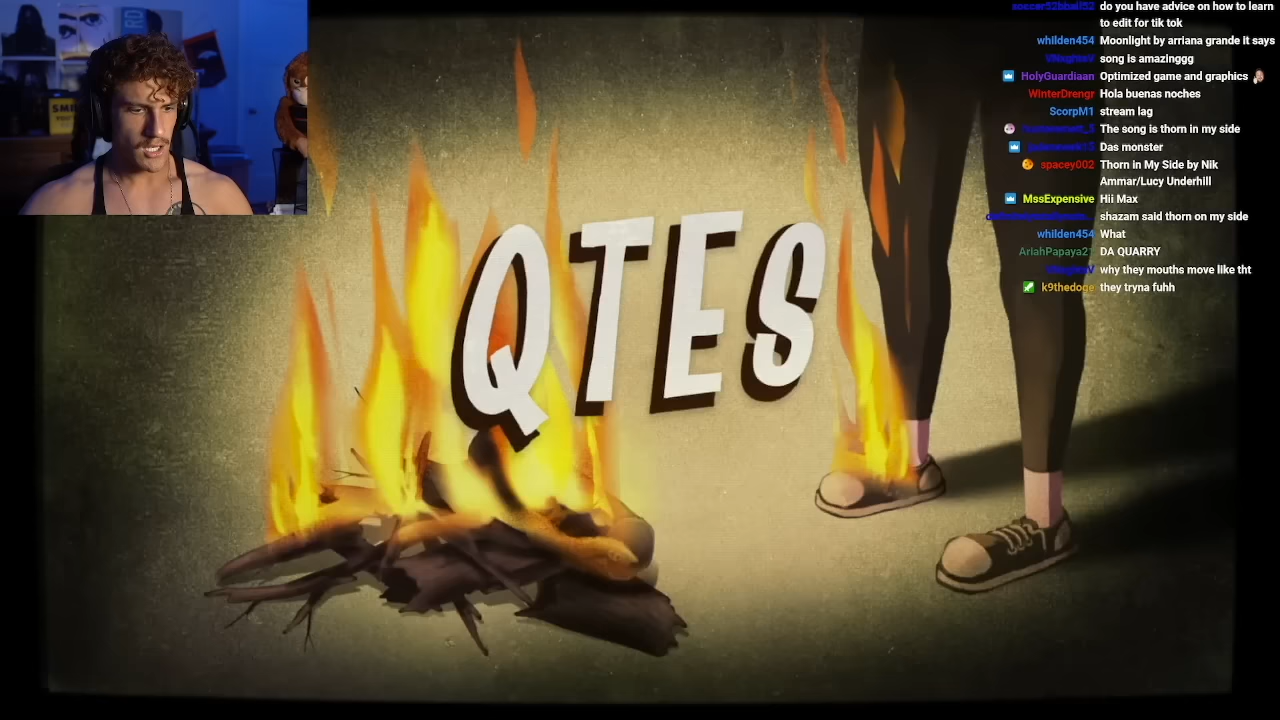 do you have advice on how to learn
to edit for tik tok
whilden454 Moonlight by arriana grande it says
song is amazinggg
HolyGuardiaan Optimized game and graphics
WinterDrengr Hola buenas noches
ScorpM1 stream lag
The song is thorn in my side
Das monster
spacey002 Thorn in My Side by Nik
Ammar/Lucy Underhill
MssExpensive Hii Max
shazam said thorn on my side
whilden454 What
AriahPapaya21 DA QUARRY
why they mouths move like tht
k9thedoge they tryna fuhh
QTES